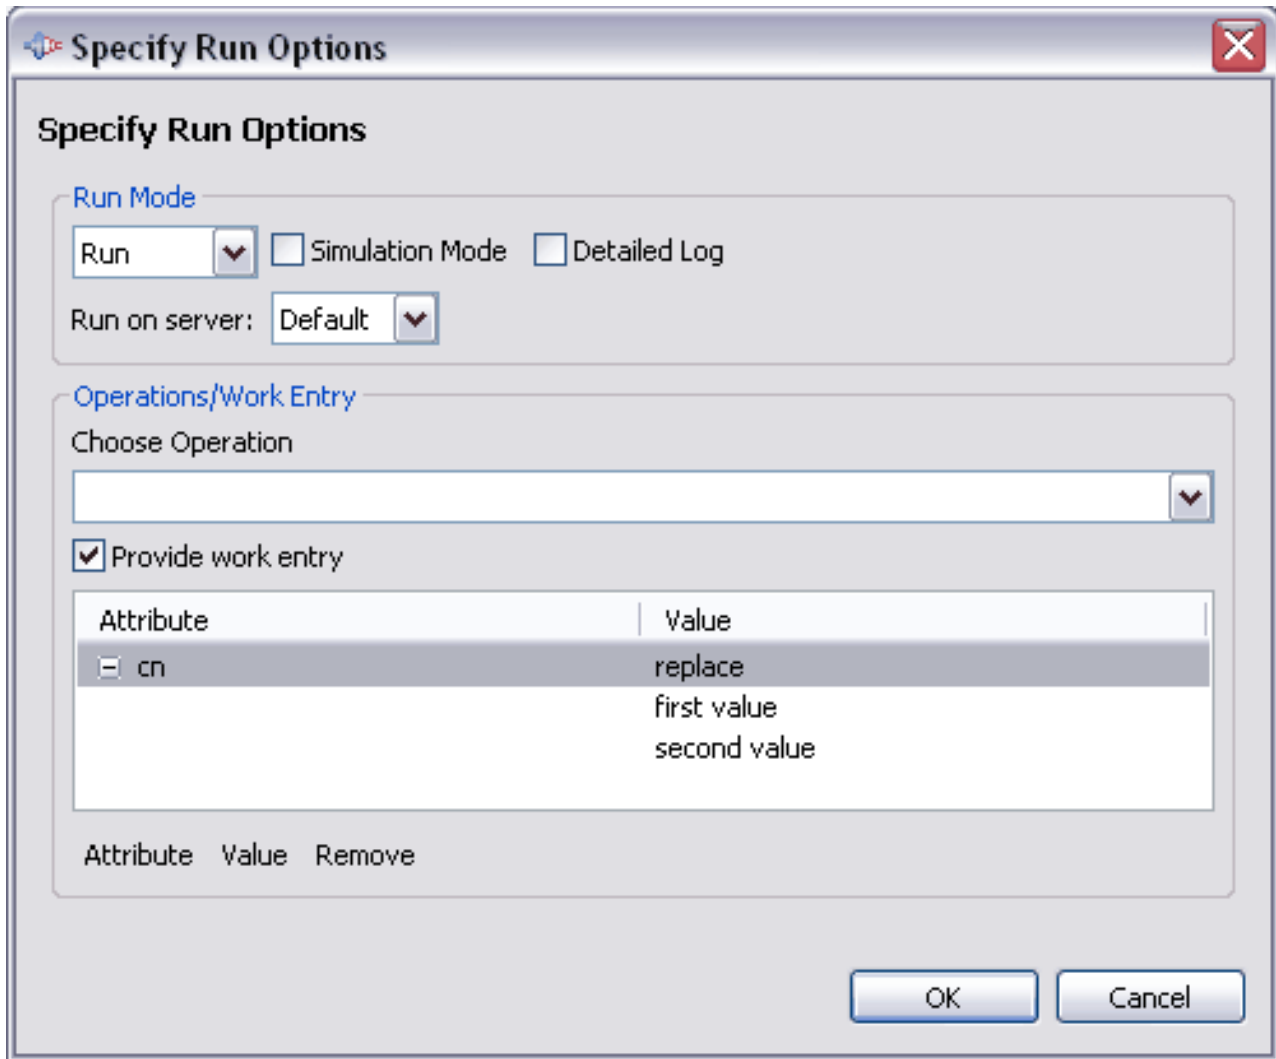 Specify Run Options
Specify Run Options
Run Mode
Run Simulation Mode Detailed Log
Run on server: Default
Operations/Work Entry
Choose Operation
Provide work entry
Attribute Value
cn replace
first value
second value
Attribute Value Remove
OK Cancel